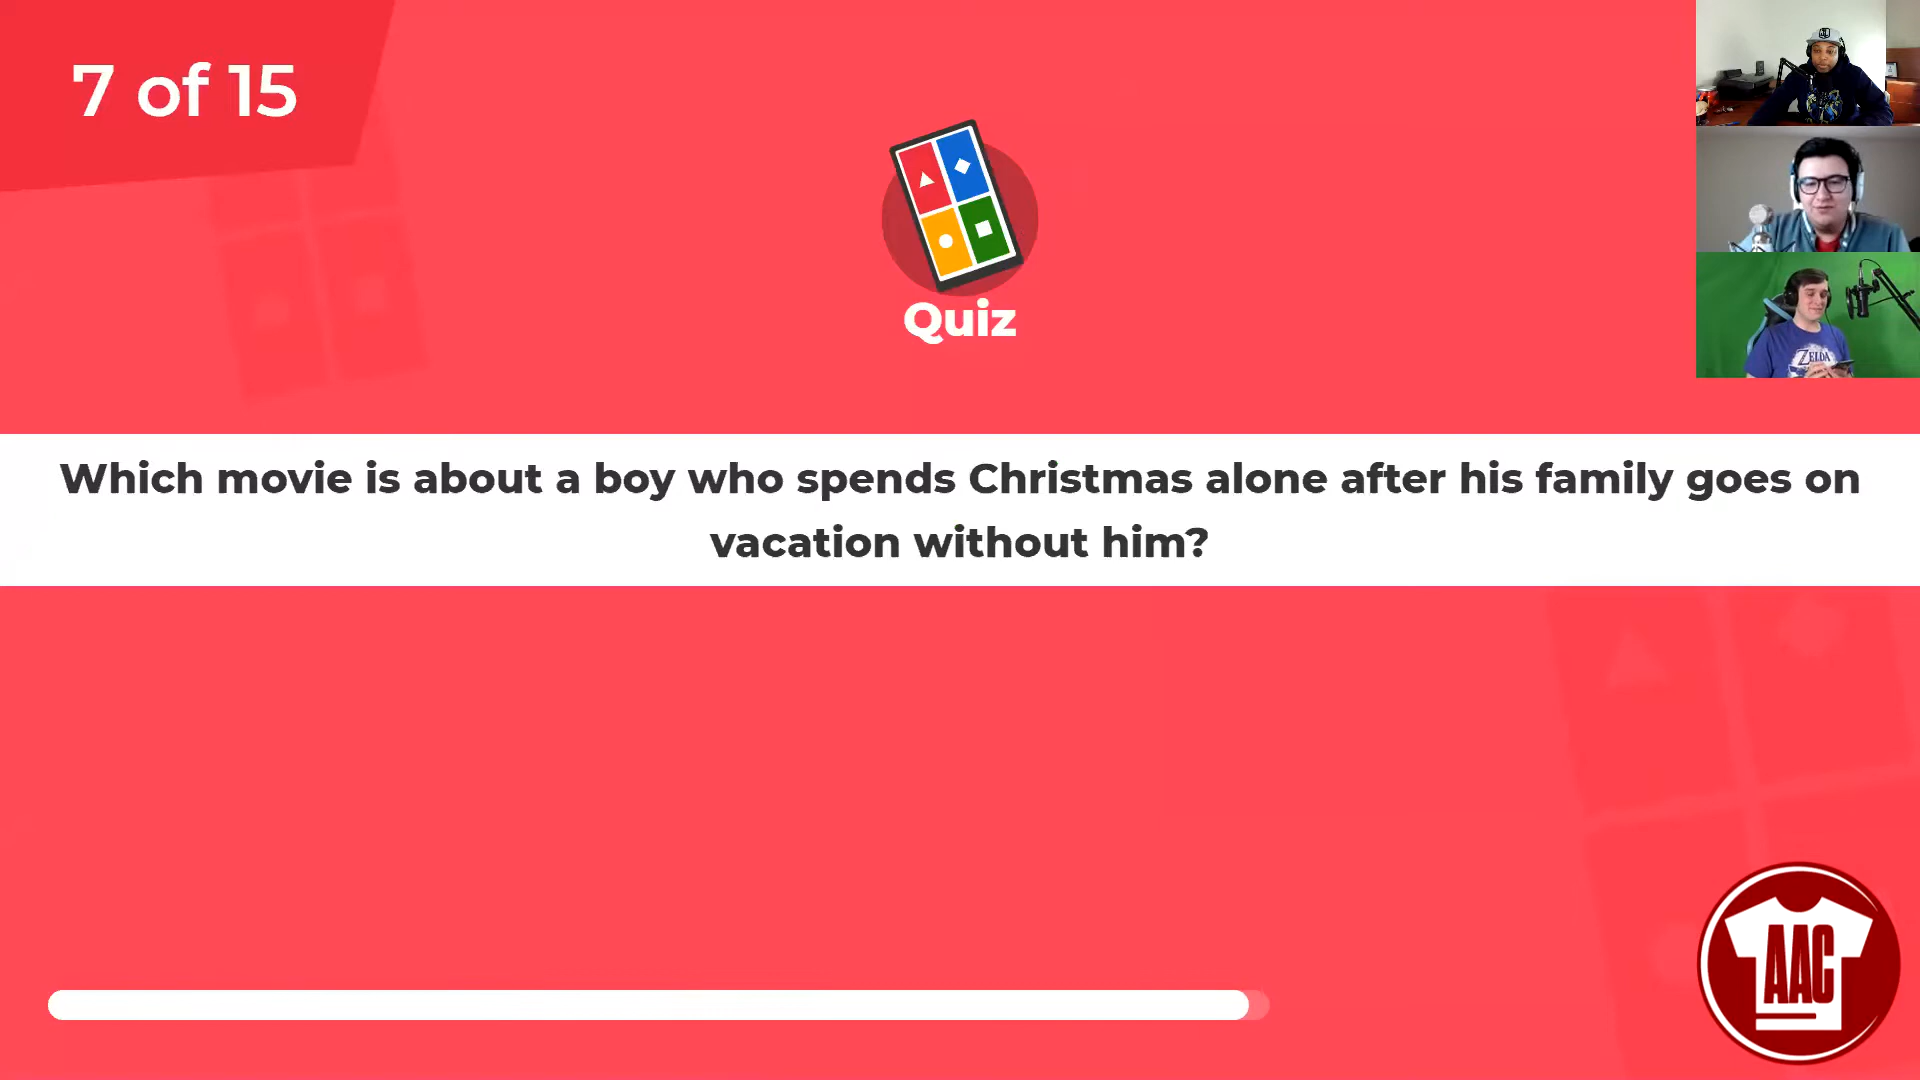 7 of 15
Quiz
Which movie is about a boy who spends Christmas alone after his family goes on
vacation without him?
ZELDA
AAC